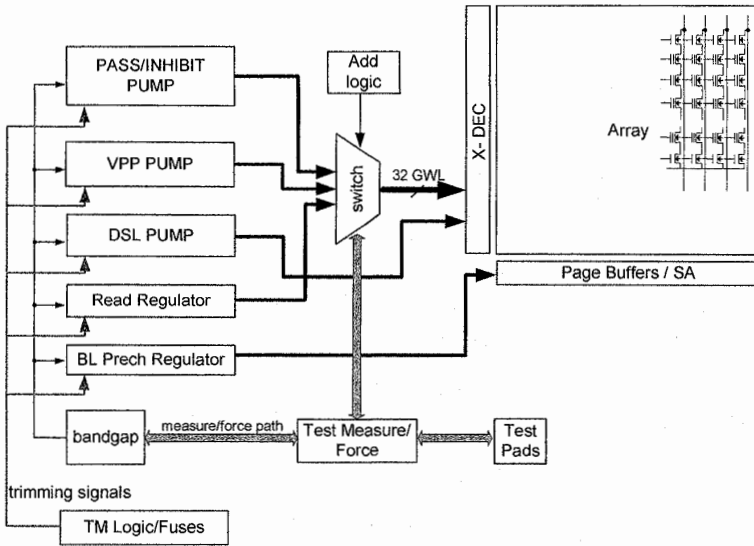 PASS/INHIBIT
PUMP
Add
logic
VPP PUMP
switch
32 GWL
X- DEC
Array
DSL PUMP
Page Buffers / SA
Read Regulator
BL Prech Regulator
bandgap
measure/force path
Test Measure/
Force
Test
Pads
trimming signals
TM Logic/Fuses